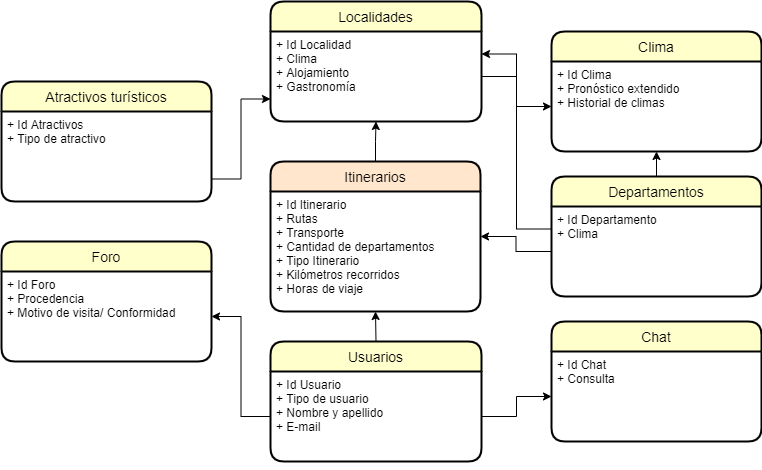 Localidades
+ Id Localidad
+ Clima
+ Alojamiento
+ Gastronomía
Clima
+ Id Clima
+ Pronóstico extendido
+ Historial de climas
Atractivos turísticos
+ Id Atractivos
+ Tipo de atractivo
Itinerarios
+ Id Itinerario
+ Rutas
+ Transporte
+ Cantidad de departamentos
+ Tipo Itinerario
+ Kilómetros recorridos
+ Horas de viaje
Departamentos
+ Id Departamento
+ Clima
Foro
+ Id Foro
+ Procedencia
+ Motivo de visita/ Conformidad
Usuarios
+ Id Usuario
+ Tipo de usuario
+ Nombre y apellido
+ E-mail
Chat
+ Id Chat
+ Consulta